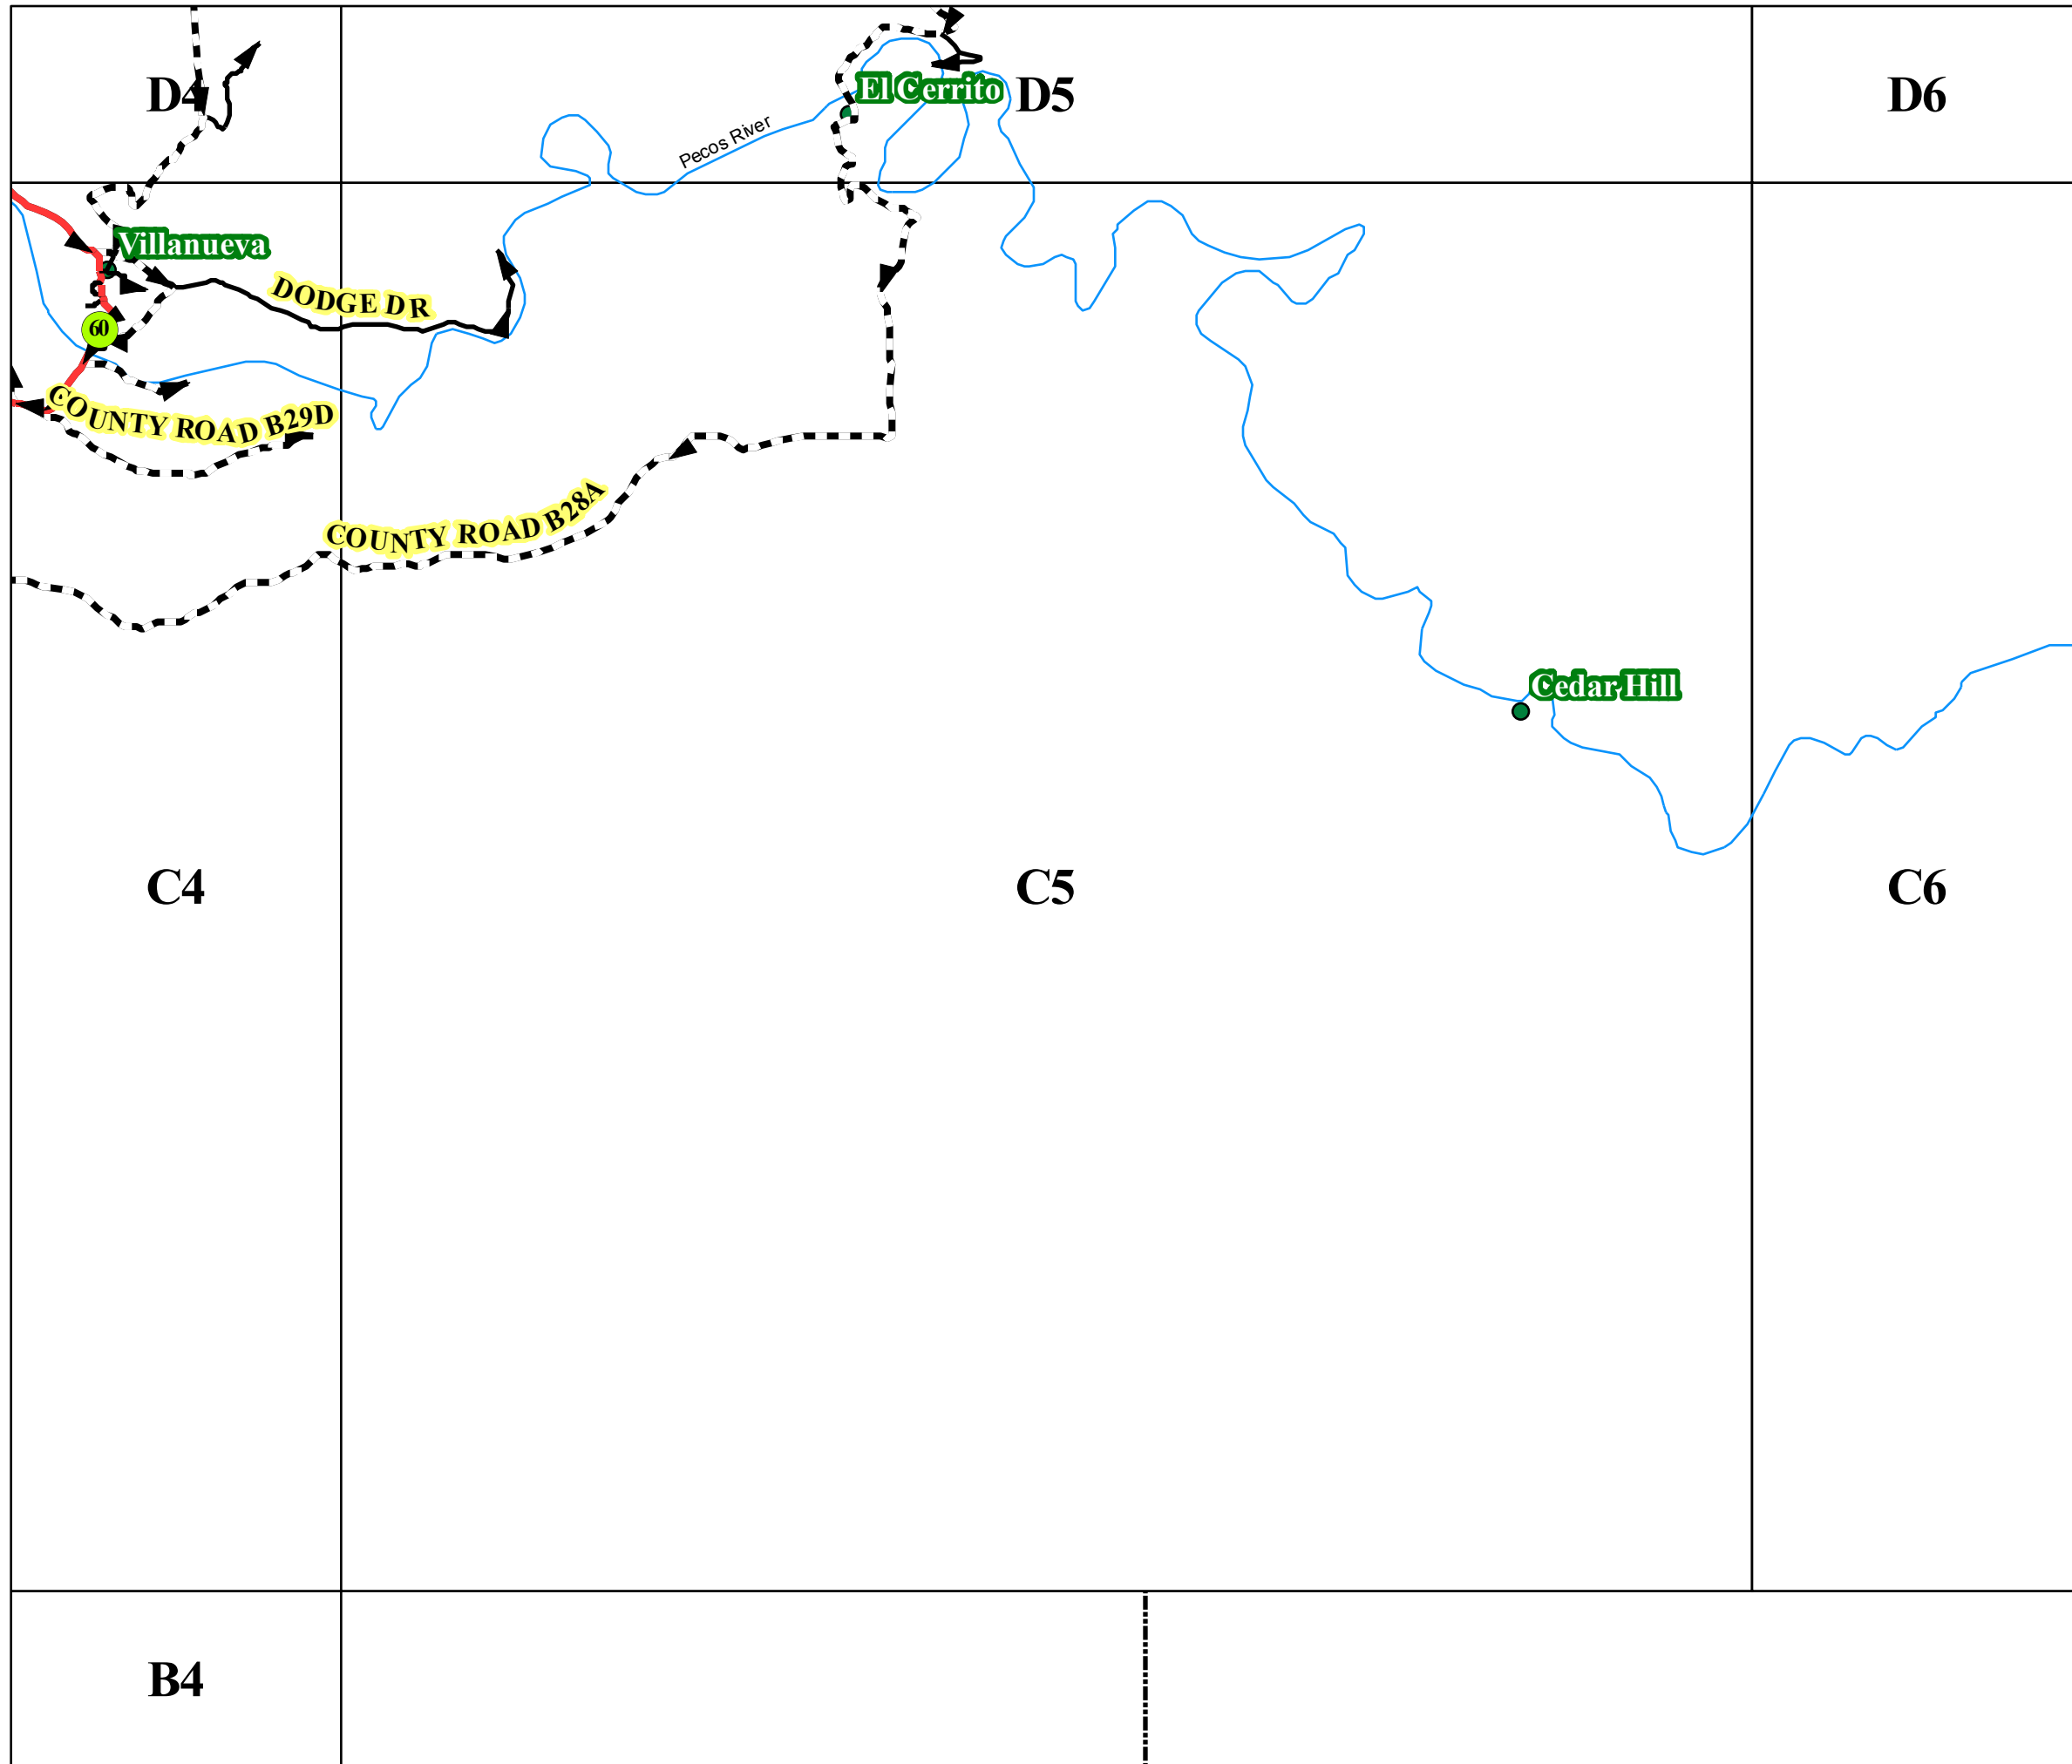 D4
El Cerrito
D5
D6
Pecos River
Villanueva
DODGE DR
60
COUNTY ROAD B29D
COUNTY ROAD B28A
Cedar Hill
C4
C5
C6
B4